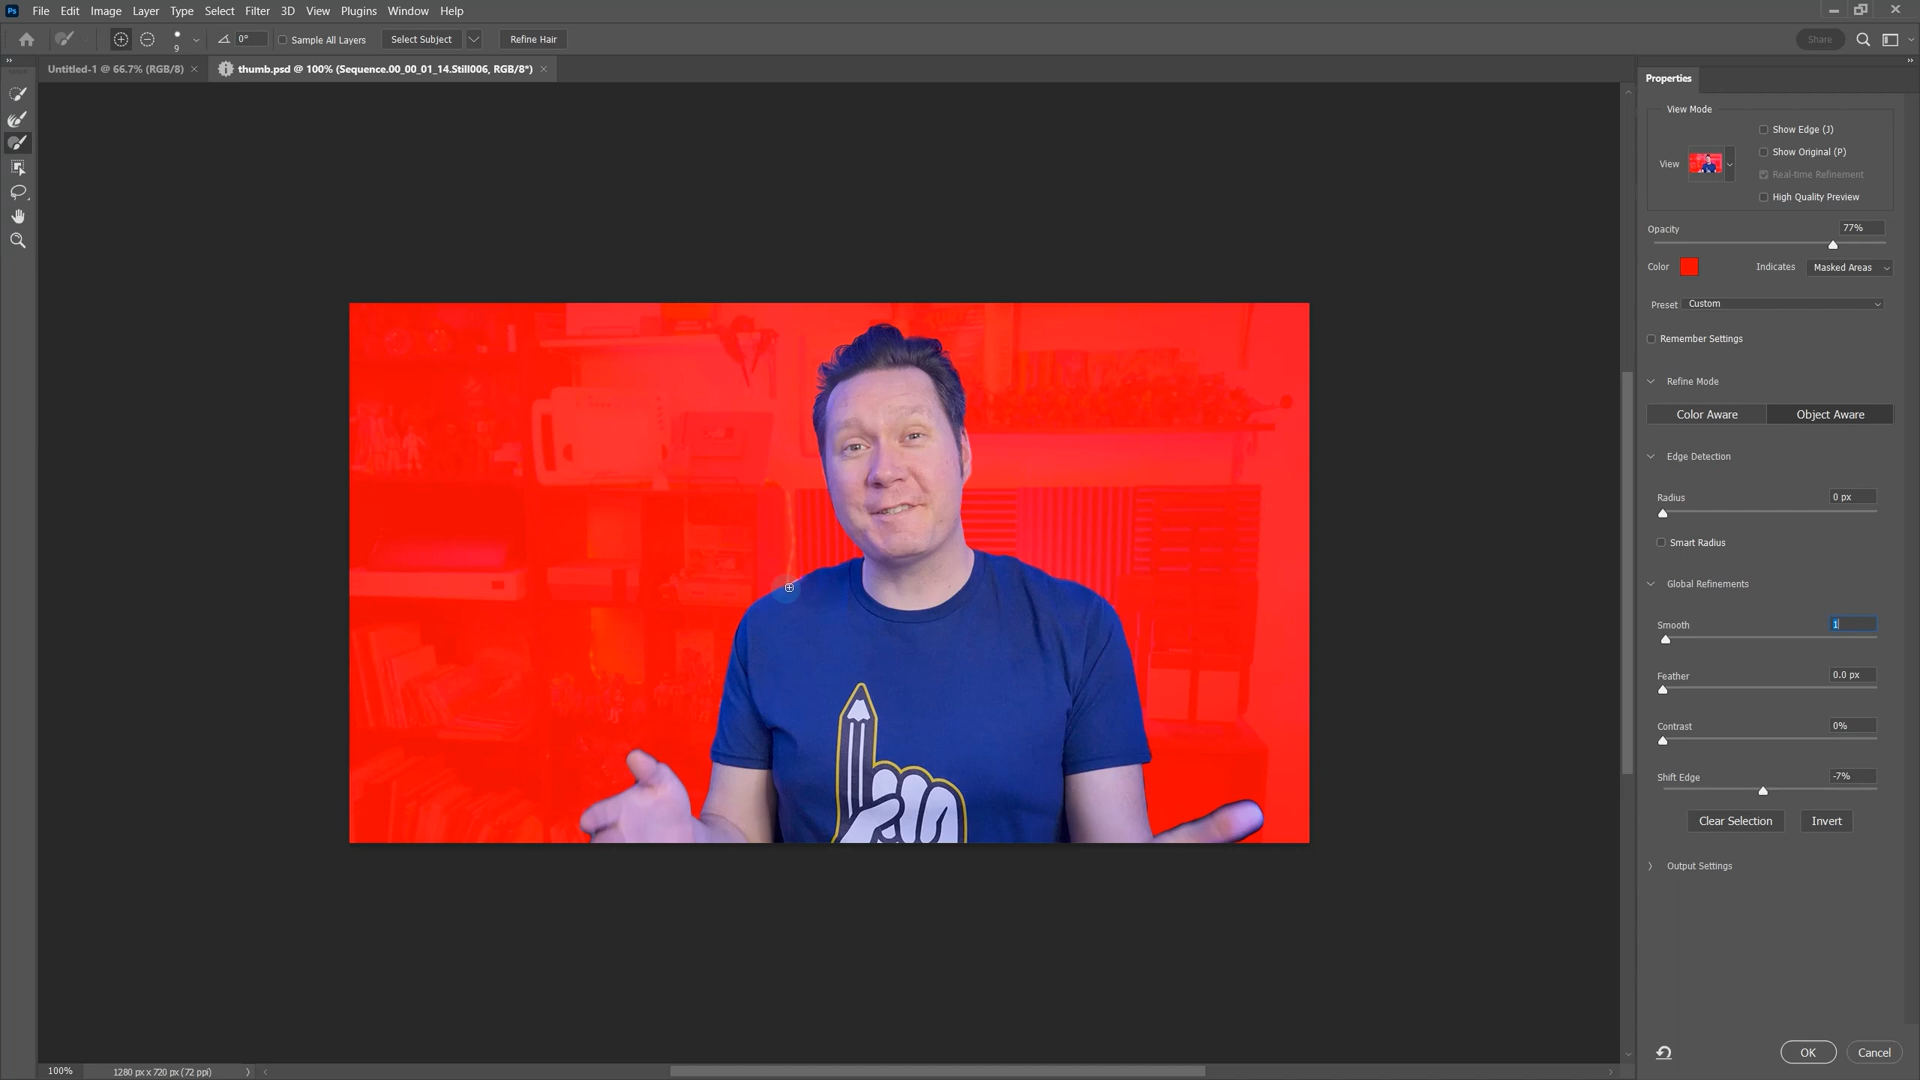 Ps File Edit Image Layer Type Select Filter 3D View Plugins Window Help
9 0° Sample All Layers Select Subject Refine Hair Share
Untitled-1 @ 66.7% (RGB/8) × thumb.psd @ 100% (Sequence.00_00_01_14.Still006, RGB/8*) ×
Properties
View Mode
Show Edge (J)
View
Show Original (P)
Real-time Refinement
High Quality Preview
Opacity 77%
Color Indicates Masked Areas
Preset Custom
Remember Settings
Refine Mode
Color Aware Object Aware
Edge Detection
Radius 0 px
Smart Radius
Global Refinements
Smooth 1
Feather 0.0 px
Contrast 0%
Shift Edge -7%
Clear Selection Invert
Output Settings
OK Cancel
100% 1280 px x 720 px (72 ppi)